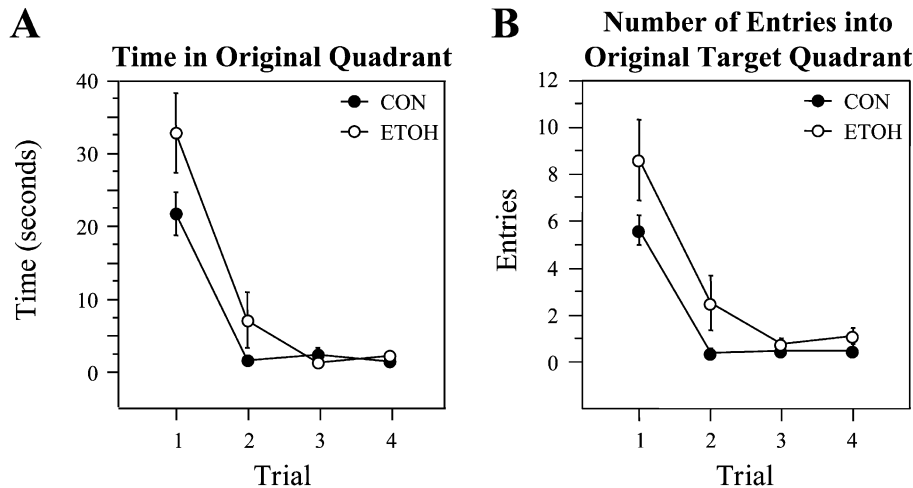 A
Time in Original Quadrant
40
30
20
10
0
Time (seconds)
CON
ETOH
1 2 3 4
Trial
B
Number of Entries into
Original Target Quadrant
12
10
8
6
4
2
0
Entries
CON
ETOH
1 2 3 4
Trial